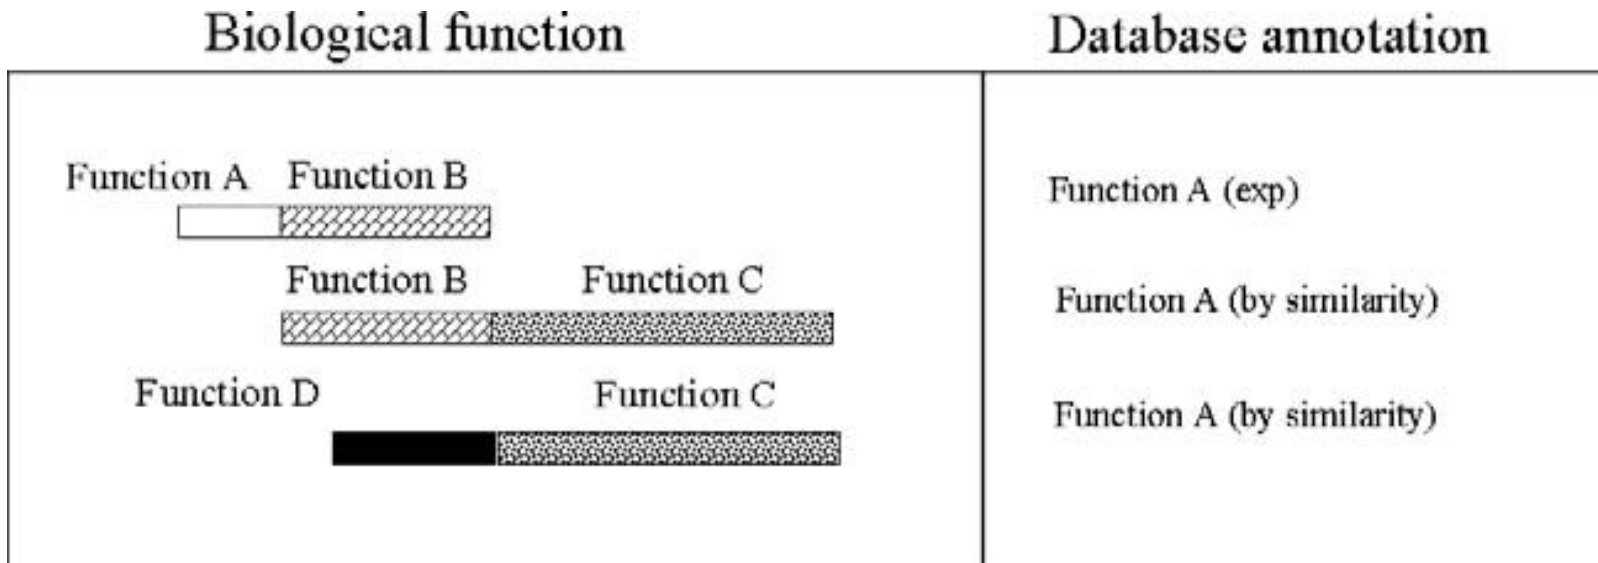 Biological function
Database annotation
Function A Function B
Function A (exp)
Function B Function C
Function A (by similarity)
Function D Function C
Function A (by similarity)